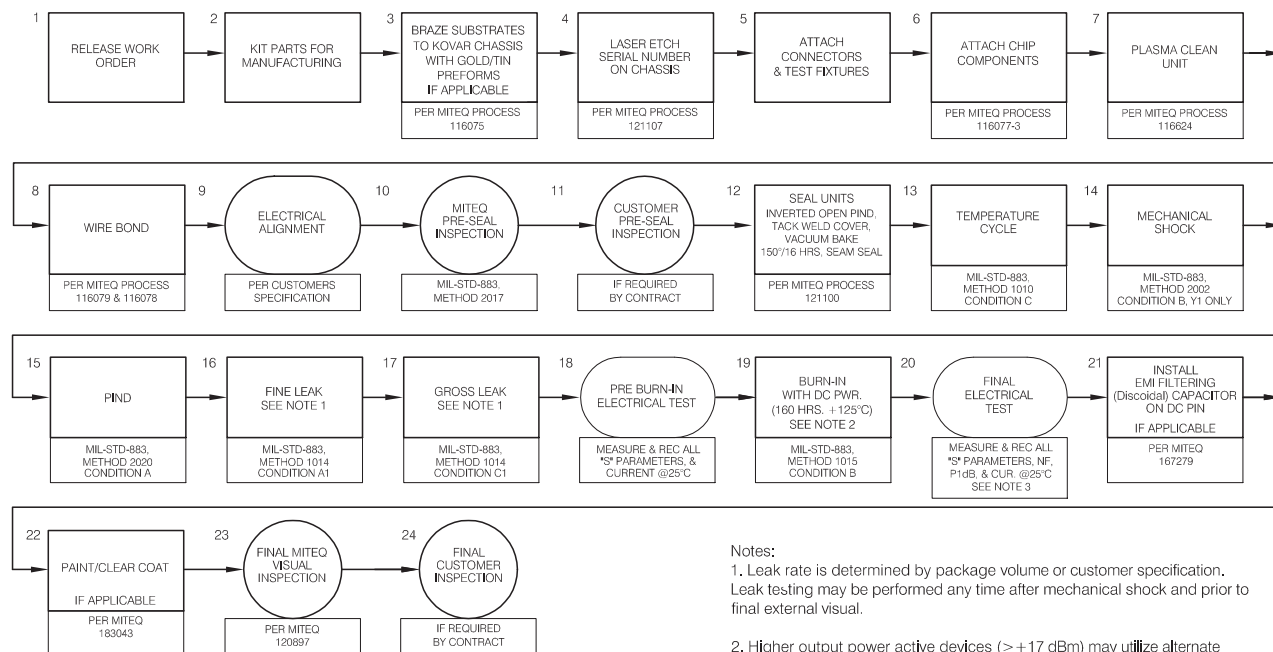 1
RELEASE WORK
ORDER
2
KIT PARTS FOR
MANUFACTURING
3
BRAZE SUBSTRATES
TO KOVAR CHASSIS
WITH GOLD/TIN
PREFORMS
IF APPLICABLE
PER MITEQ PROCESS
116075
4
LASER ETCH
SERIAL NUMBER
ON CHASSIS
PER MITEQ PROCESS
121107
5
ATTACH
CONNECTORS
& TEST FIXTURES
6
ATTACH CHIP
COMPONENTS
PER MITEQ PROCESS
116077-3
7
PLASMA CLEAN
UNIT
PER MITEQ PROCESS
116624
8
WIRE BOND
PER MITEQ PROCESS
116079 & 116078
9
ELECTRICAL
ALIGNMENT
PER CUSTOMERS
SPECIFICATION
10
MITEQ
PRE-SEAL
INSPECTION
MIL-STD-883,
METHOD 2017
11
CUSTOMER
PRE-SEAL
INSPECTION
IF REQUIRED
BY CONTRACT
12
SEAL UNITS
INVERTED OPEN PIND,
TACK WELD COVER,
VACUUM BAKE
150°/16 HRS, SEAM SEAL
PER MITEQ PROCESS
121100
13
TEMPERATURE
CYCLE
MIL-STD-883,
METHOD 1010
CONDITION C
14
MECHANICAL
SHOCK
MIL-STD-883,
METHOD 2002
CONDITION B, Y1 ONLY
15
PIND
MIL-STD-883,
METHOD 2020
CONDITION A
16
FINE LEAK
SEE NOTE 1
MIL-STD-883,
METHOD 1014
CONDITION A1
17
GROSS LEAK
SEE NOTE 1
MIL-STD-883,
METHOD 1014
CONDITION C1
18
PRE BURN-IN
ELECTRICAL TEST
MEASURE & REC ALL
"S" PARAMETERS, &
CURRENT @25°C
19
BURN-IN
WITH DC PWR.
(160 HRS. +125°C)
SEE NOTE 2
MIL-STD-883,
METHOD 1015
CONDITION B
20
FINAL
ELECTRICAL
TEST
MEASURE & REC ALL
"S" PARAMETERS, NF,
P1dB, & CUR. @25°C
SEE NOTE 3
21
INSTALL
EMI FILTERING
(Discoidal) CAPACITOR
ON DC PIN
IF APPLICABLE
PER MITEQ
167279
22
PAINT/CLEAR COAT
IF APPLICABLE
PER MITEQ
183043
23
FINAL MITEQ
VISUAL
INSPECTION
PER MITEQ
120897
24
FINAL
CUSTOMER
INSPECTION
IF REQUIRED
BY CONTRACT
Notes:
1. Leak rate is determined by package volume or customer specification.
Leak testing may be performed any time after mechanical shock and prior to
final external visual.
2. Higher output power active devices (>+17 dBm) may utilize alternate